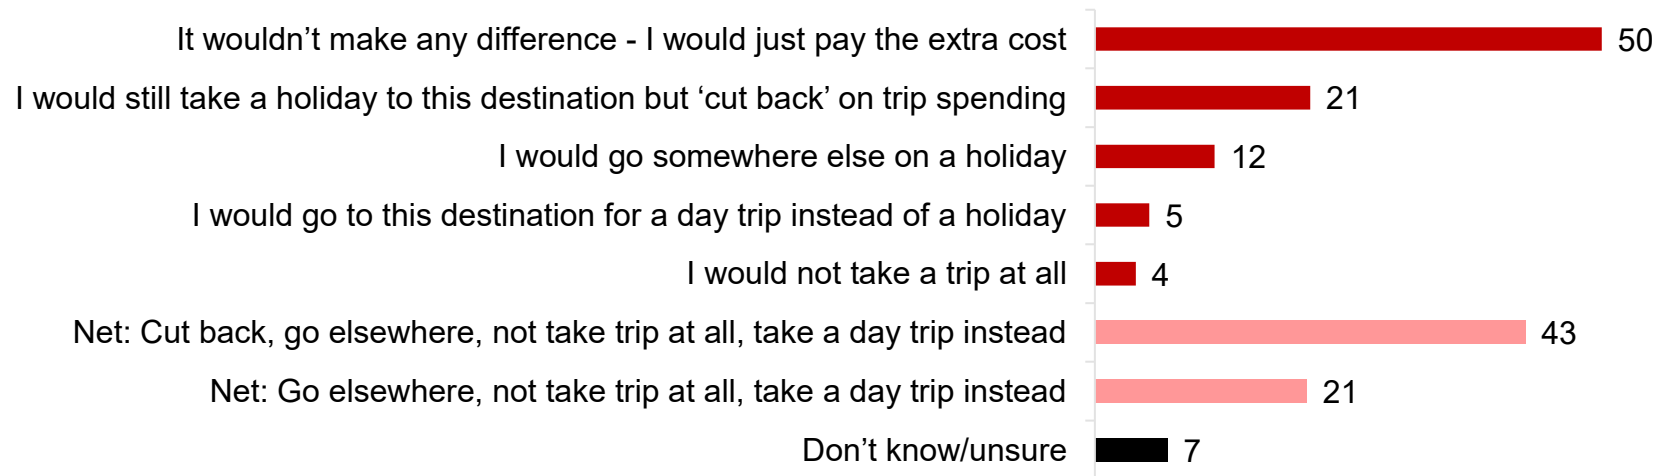 It wouldn’t make any difference - I would just pay the extra cost 50
I would still take a holiday to this destination but ‘cut back’ on trip spending 21
I would go somewhere else on a holiday 12
I would go to this destination for a day trip instead of a holiday 5
I would not take a trip at all 4
Net: Cut back, go elsewhere, not take trip at all, take a day trip instead 43
Net: Go elsewhere, not take trip at all, take a day trip instead 21
Don’t know/unsure 7